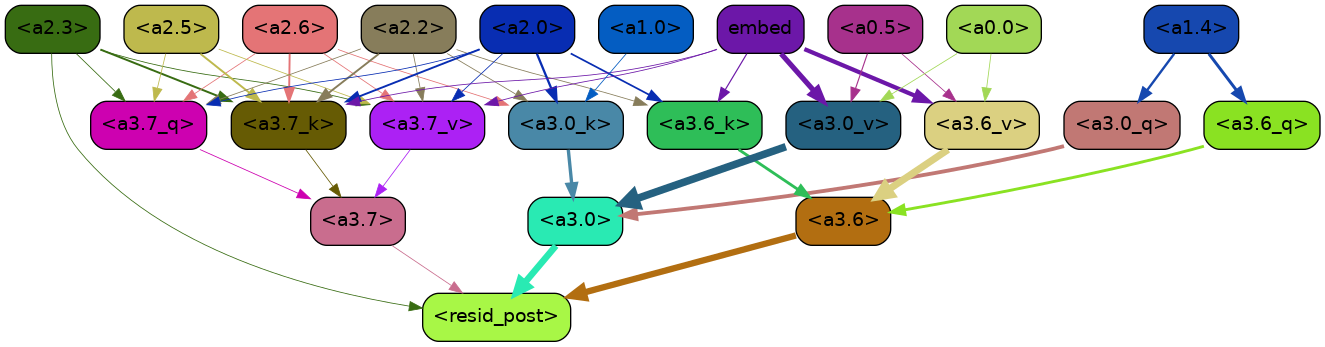 <a2.3> <a2.5> <a2.6> <a2.2> <a2.0> <a1.0> embed <a0.5> <a0.0> <a1.4>
<a3.7_q> <a3.7_k> <a3.7_v> <a3.0_k> <a3.6_k> <a3.0_v> <a3.6_v> <a3.0_q> <a3.6_q>
<a3.7> <a3.0> <a3.6>
<resid_post>